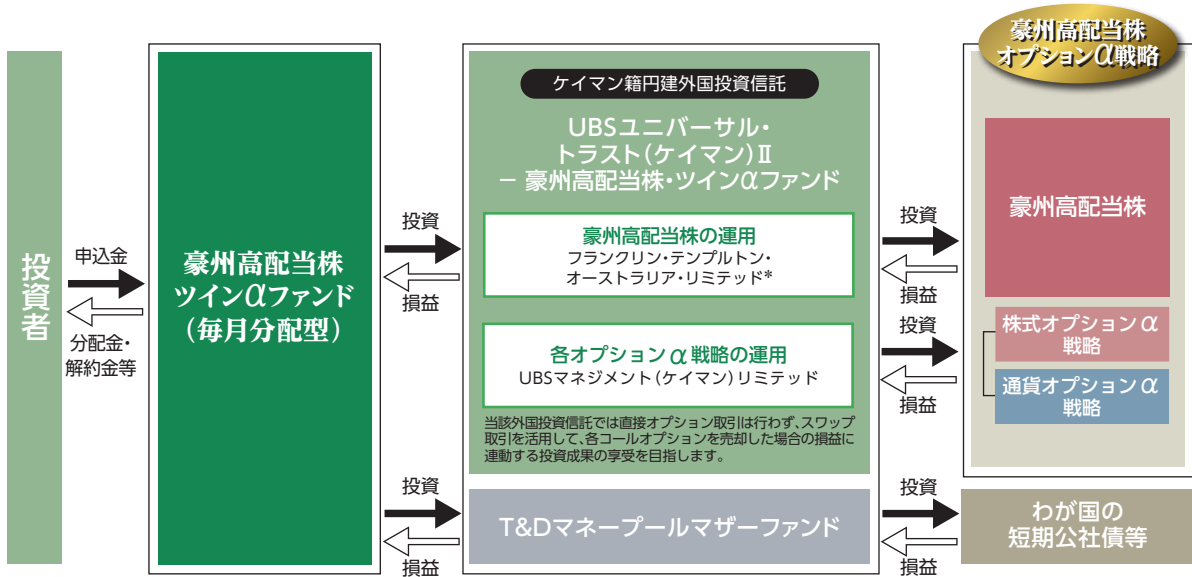 豪州高配当株
オプションα戦略
ケイマン籍円建外国投資信託
UBSユニバーサル・
トラスト(ケイマン)Ⅱ
− 豪州高配当株・ツインαファンド
投資者
申込金
分配金・
解約金等
豪州高配当株
ツインαファンド
(毎月分配型)
投資
損益
豪州高配当株の運用
フランクリン・テンプルトン・
オーストラリア・リミテッド*
投資
損益
豪州高配当株
各オプションα戦略の運用
UBSマネジメント(ケイマン)リミテッド
投資
損益
株式オプションα
戦略
通貨オプションα
戦略
当該外国投資信託では直接オプション取引は行わず、スワップ
取引を活用して、各コールオプションを売却した場合の損益に
連動する投資成果の享受を目指します。
投資
損益
T&Dマネープールマザーファンド
投資
損益
わが国の
短期公社債等